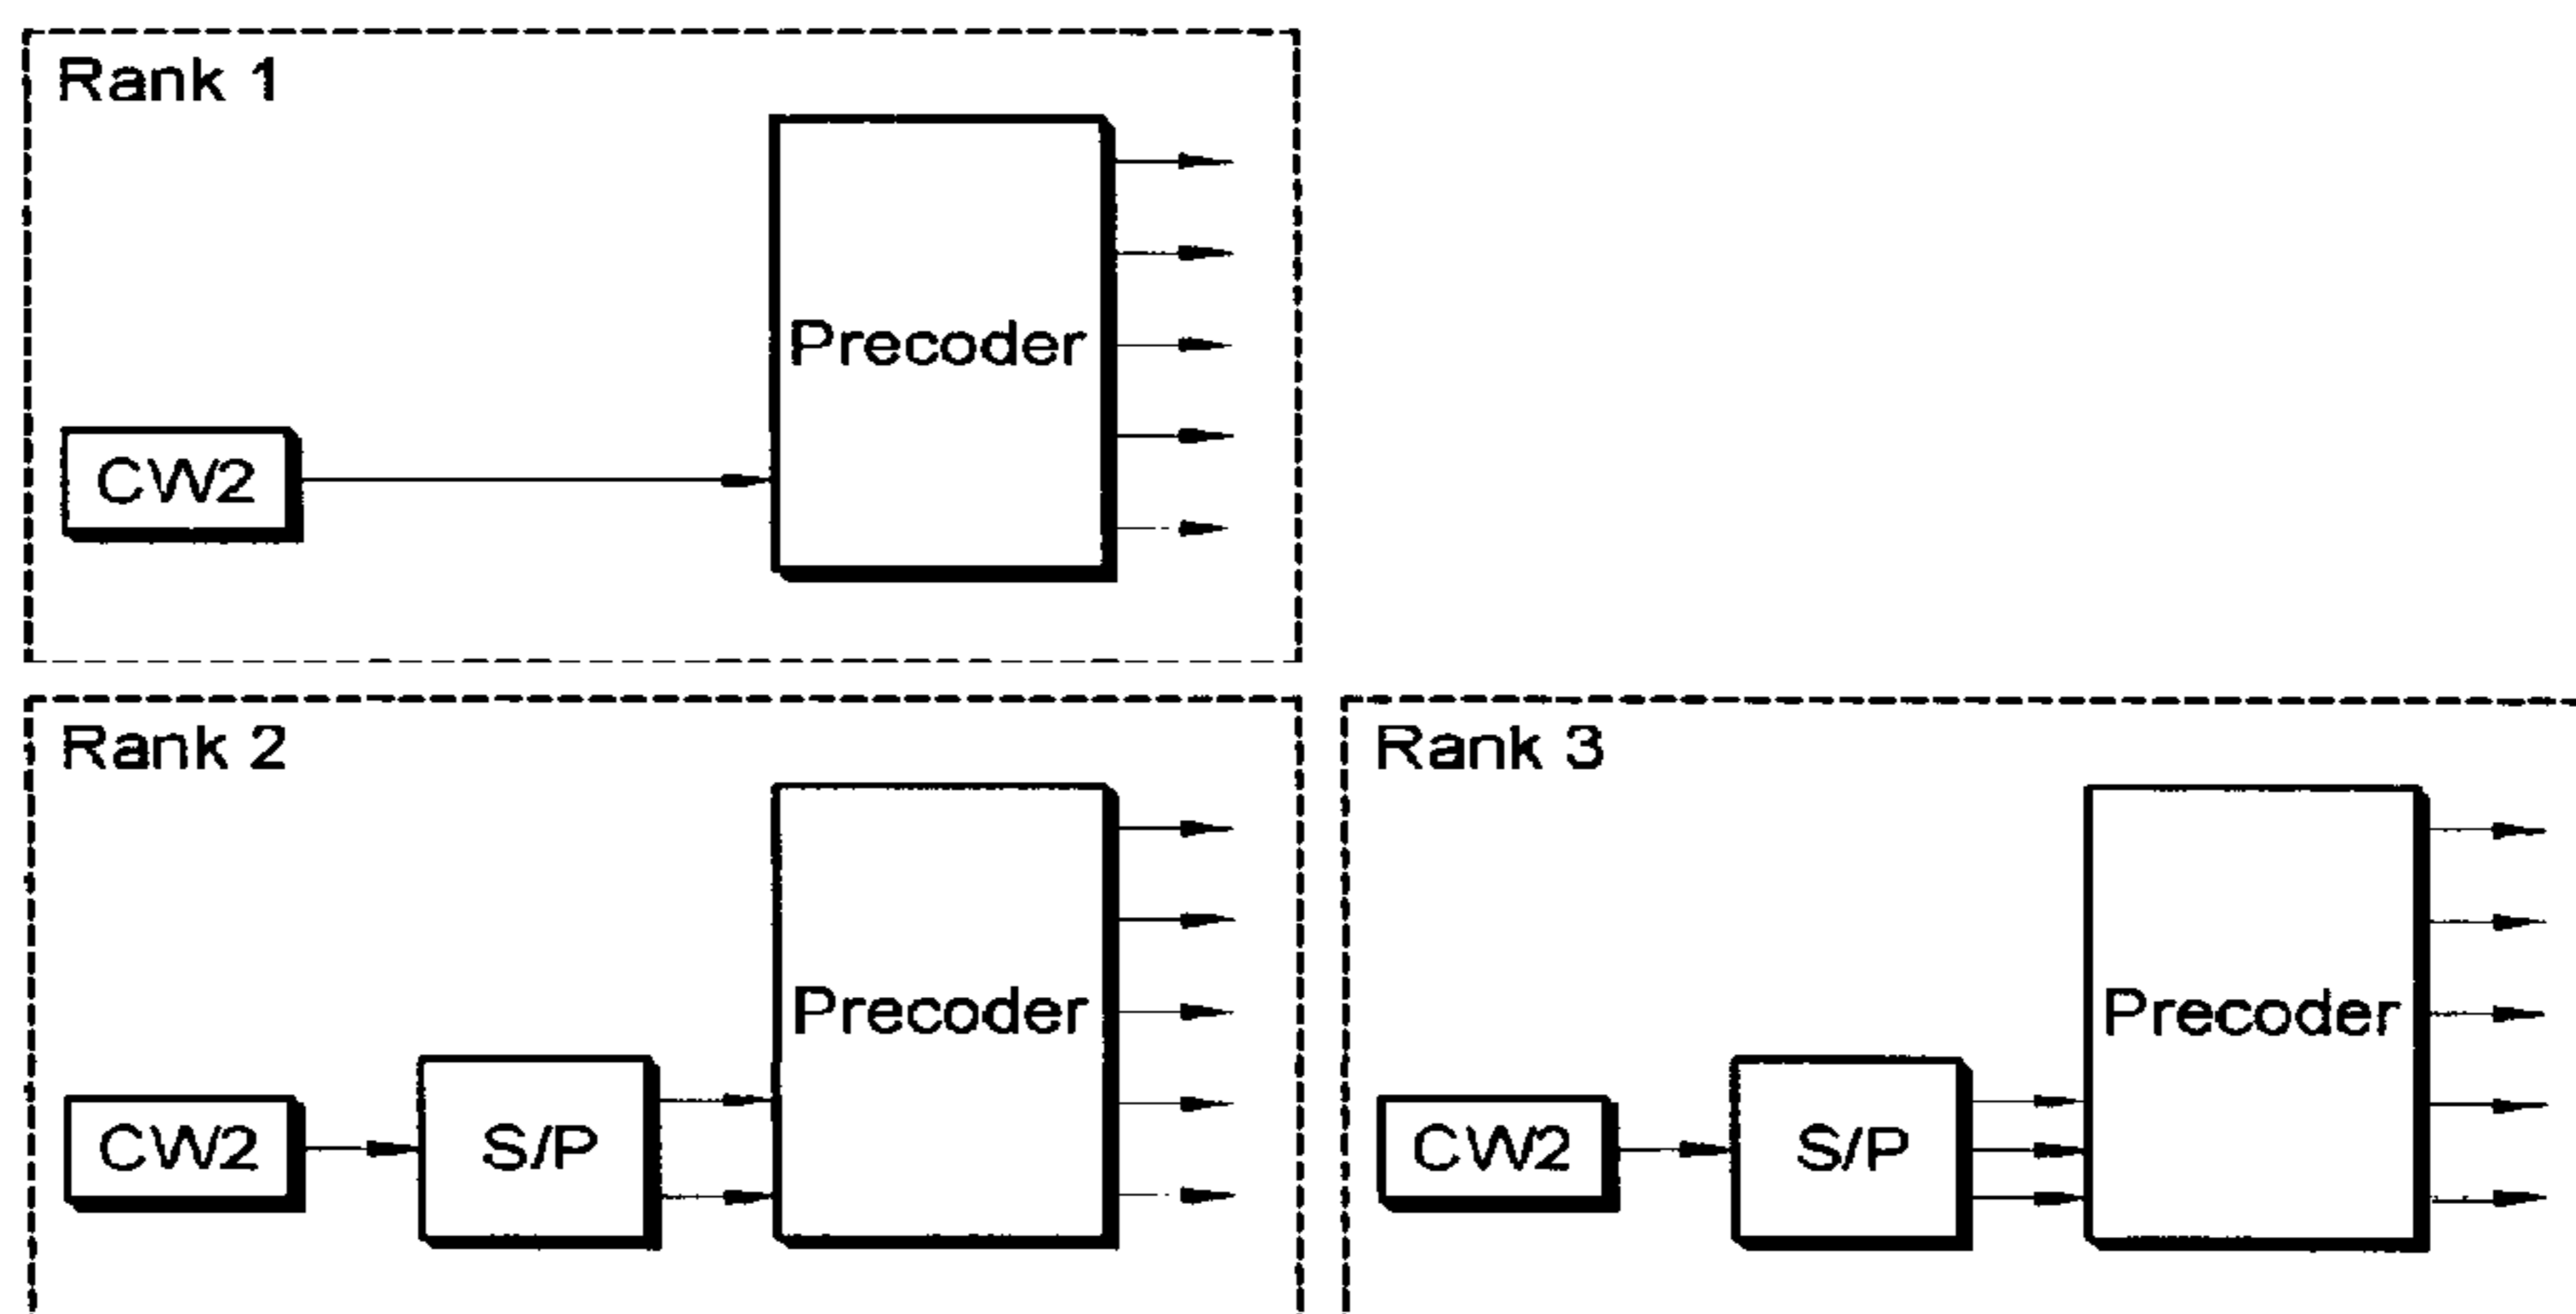 Rank 1
Precoder
CW2
Rank 2
Precoder
CW2
S/P
Rank 3
Precoder
CW2
S/P